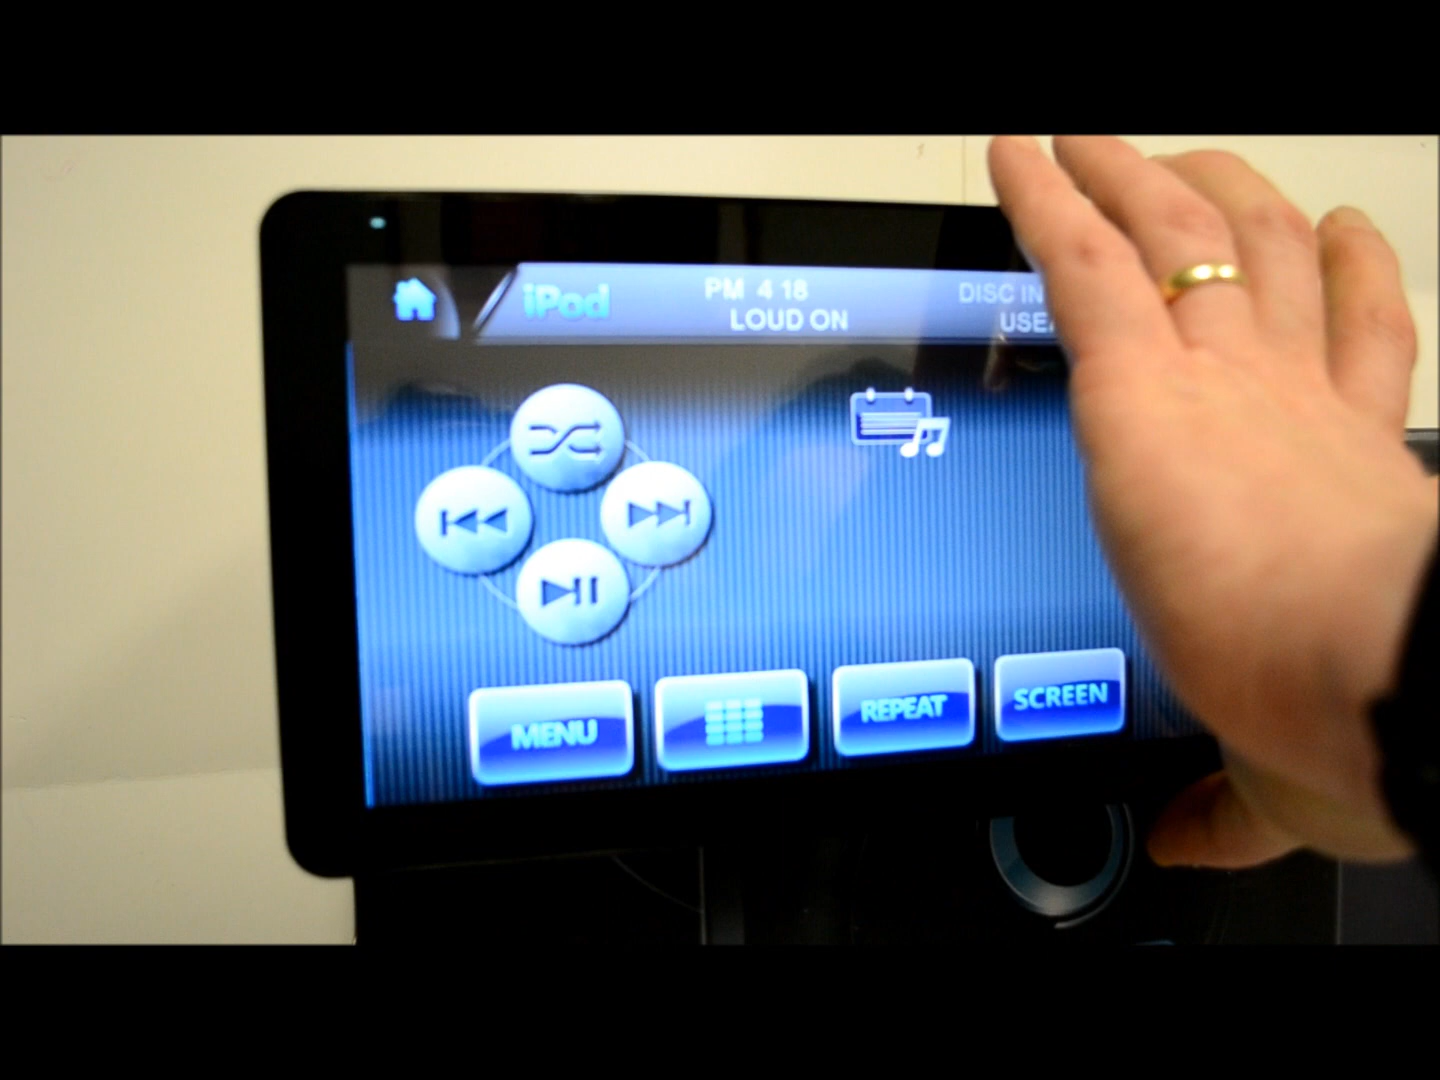 iPod
PM 4 18
LOUD ON
DISC IN
MENU
REPEAT
SCREEN